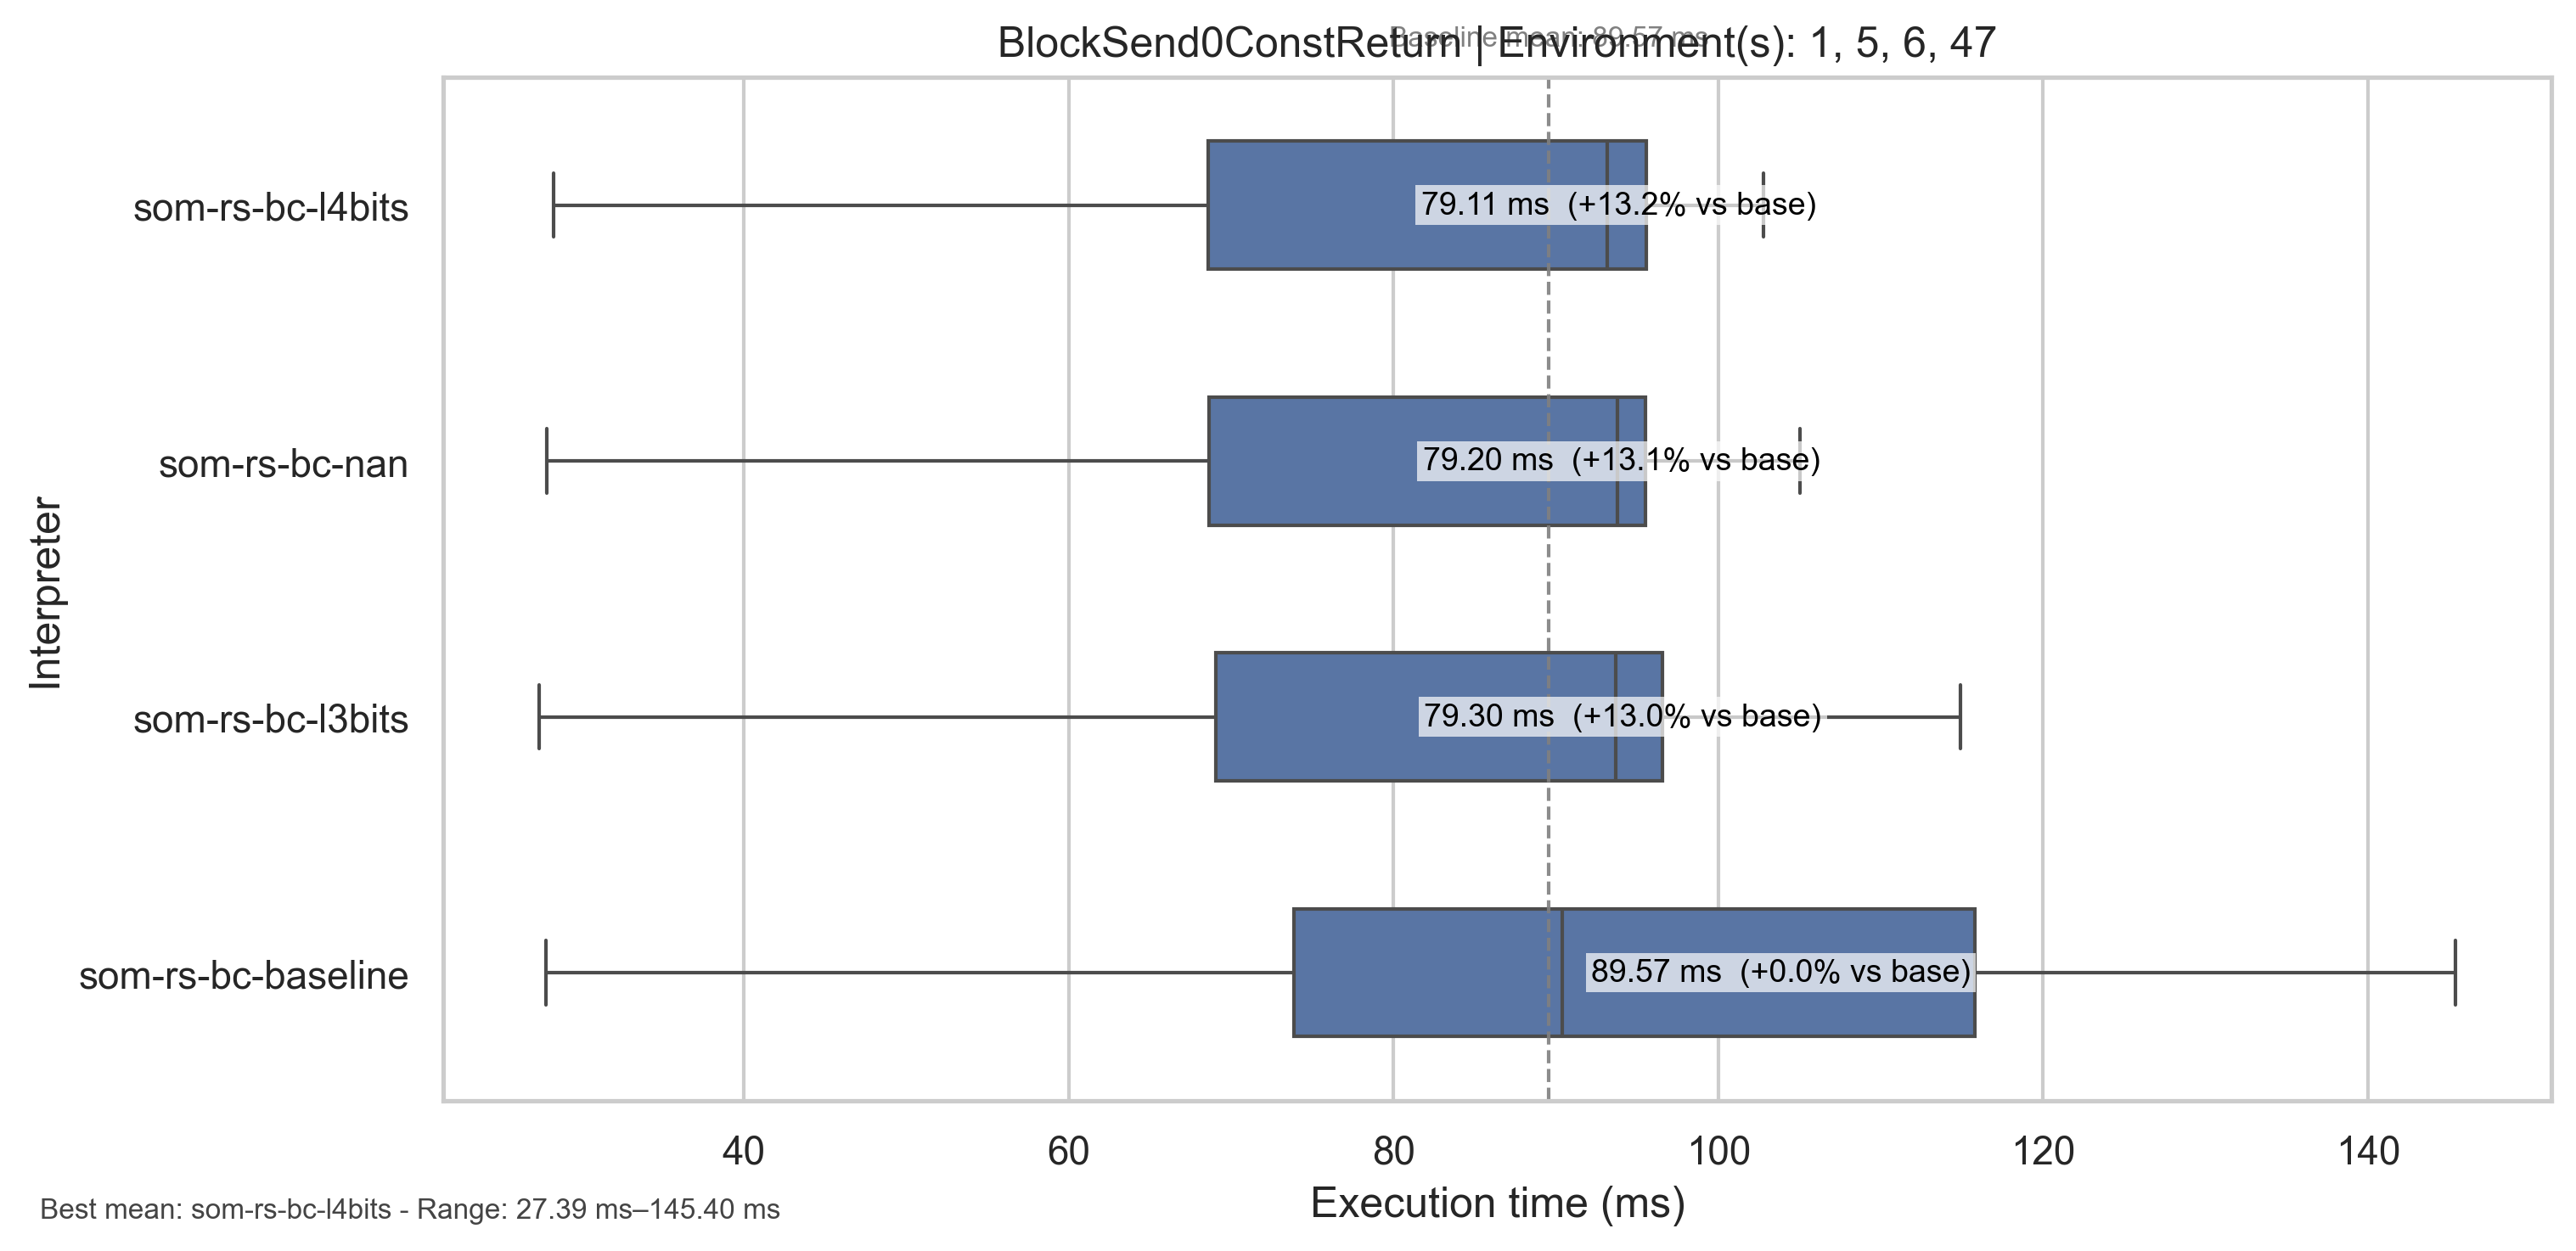 Baseline mean: 89.57 ms
BlockSend0ConstReturn | Environment(s): 1, 5, 6, 47
Interpreter
som-rs-bc-l4bits
79.11 ms (+13.2% vs base)
som-rs-bc-nan
79.20 ms (+13.1% vs base)
som-rs-bc-l3bits
79.30 ms (+13.0% vs base)
som-rs-bc-baseline
89.57 ms (+0.0% vs base)
40 60 80 100 120 140
Execution time (ms)
Best mean: som-rs-bc-l4bits - Range: 27.39 ms–145.40 ms